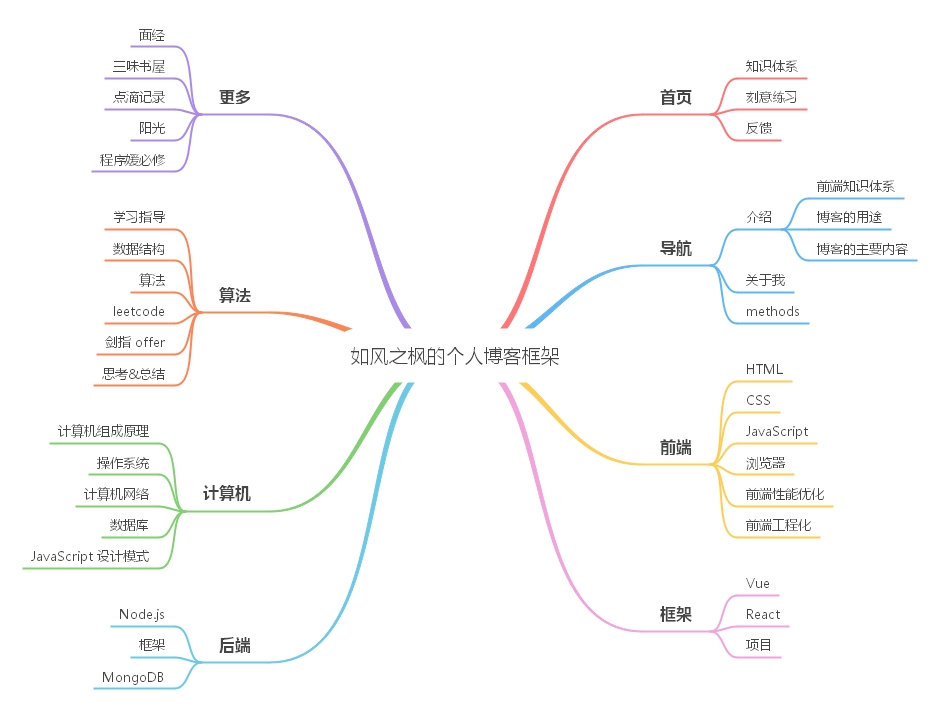 如风之枫的个人博客框架
首页
知识体系
刻意练习
反馈
导航
介绍
前端知识体系
博客的用途
博客的主要内容
关于我
methods
前端
HTML
CSS
JavaScript
浏览器
前端性能优化
前端工程化
框架
Vue
React
项目
更多
面经
三味书屋
点滴记录
阳光
程序媛必修
算法
学习指导
数据结构
算法
leetcode
剑指 offer
思考&总结
计算机
计算机组成原理
操作系统
计算机网络
数据库
JavaScript 设计模式
后端
Node.js
框架
MongoDB